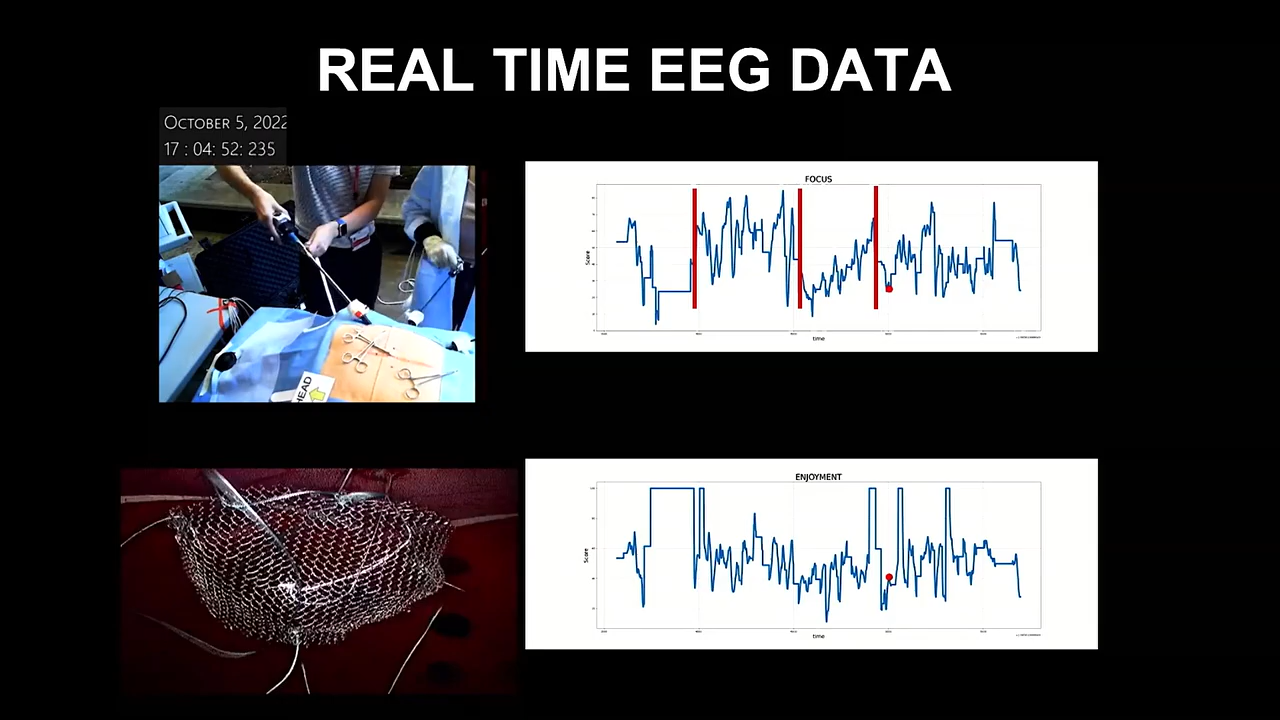 REAL TIME EEG DATA
OCTOBER 5, 2022
17 : 04: 52: 235
FOCUS
Score
time
HEAD
ENJOYMENT
Score
time